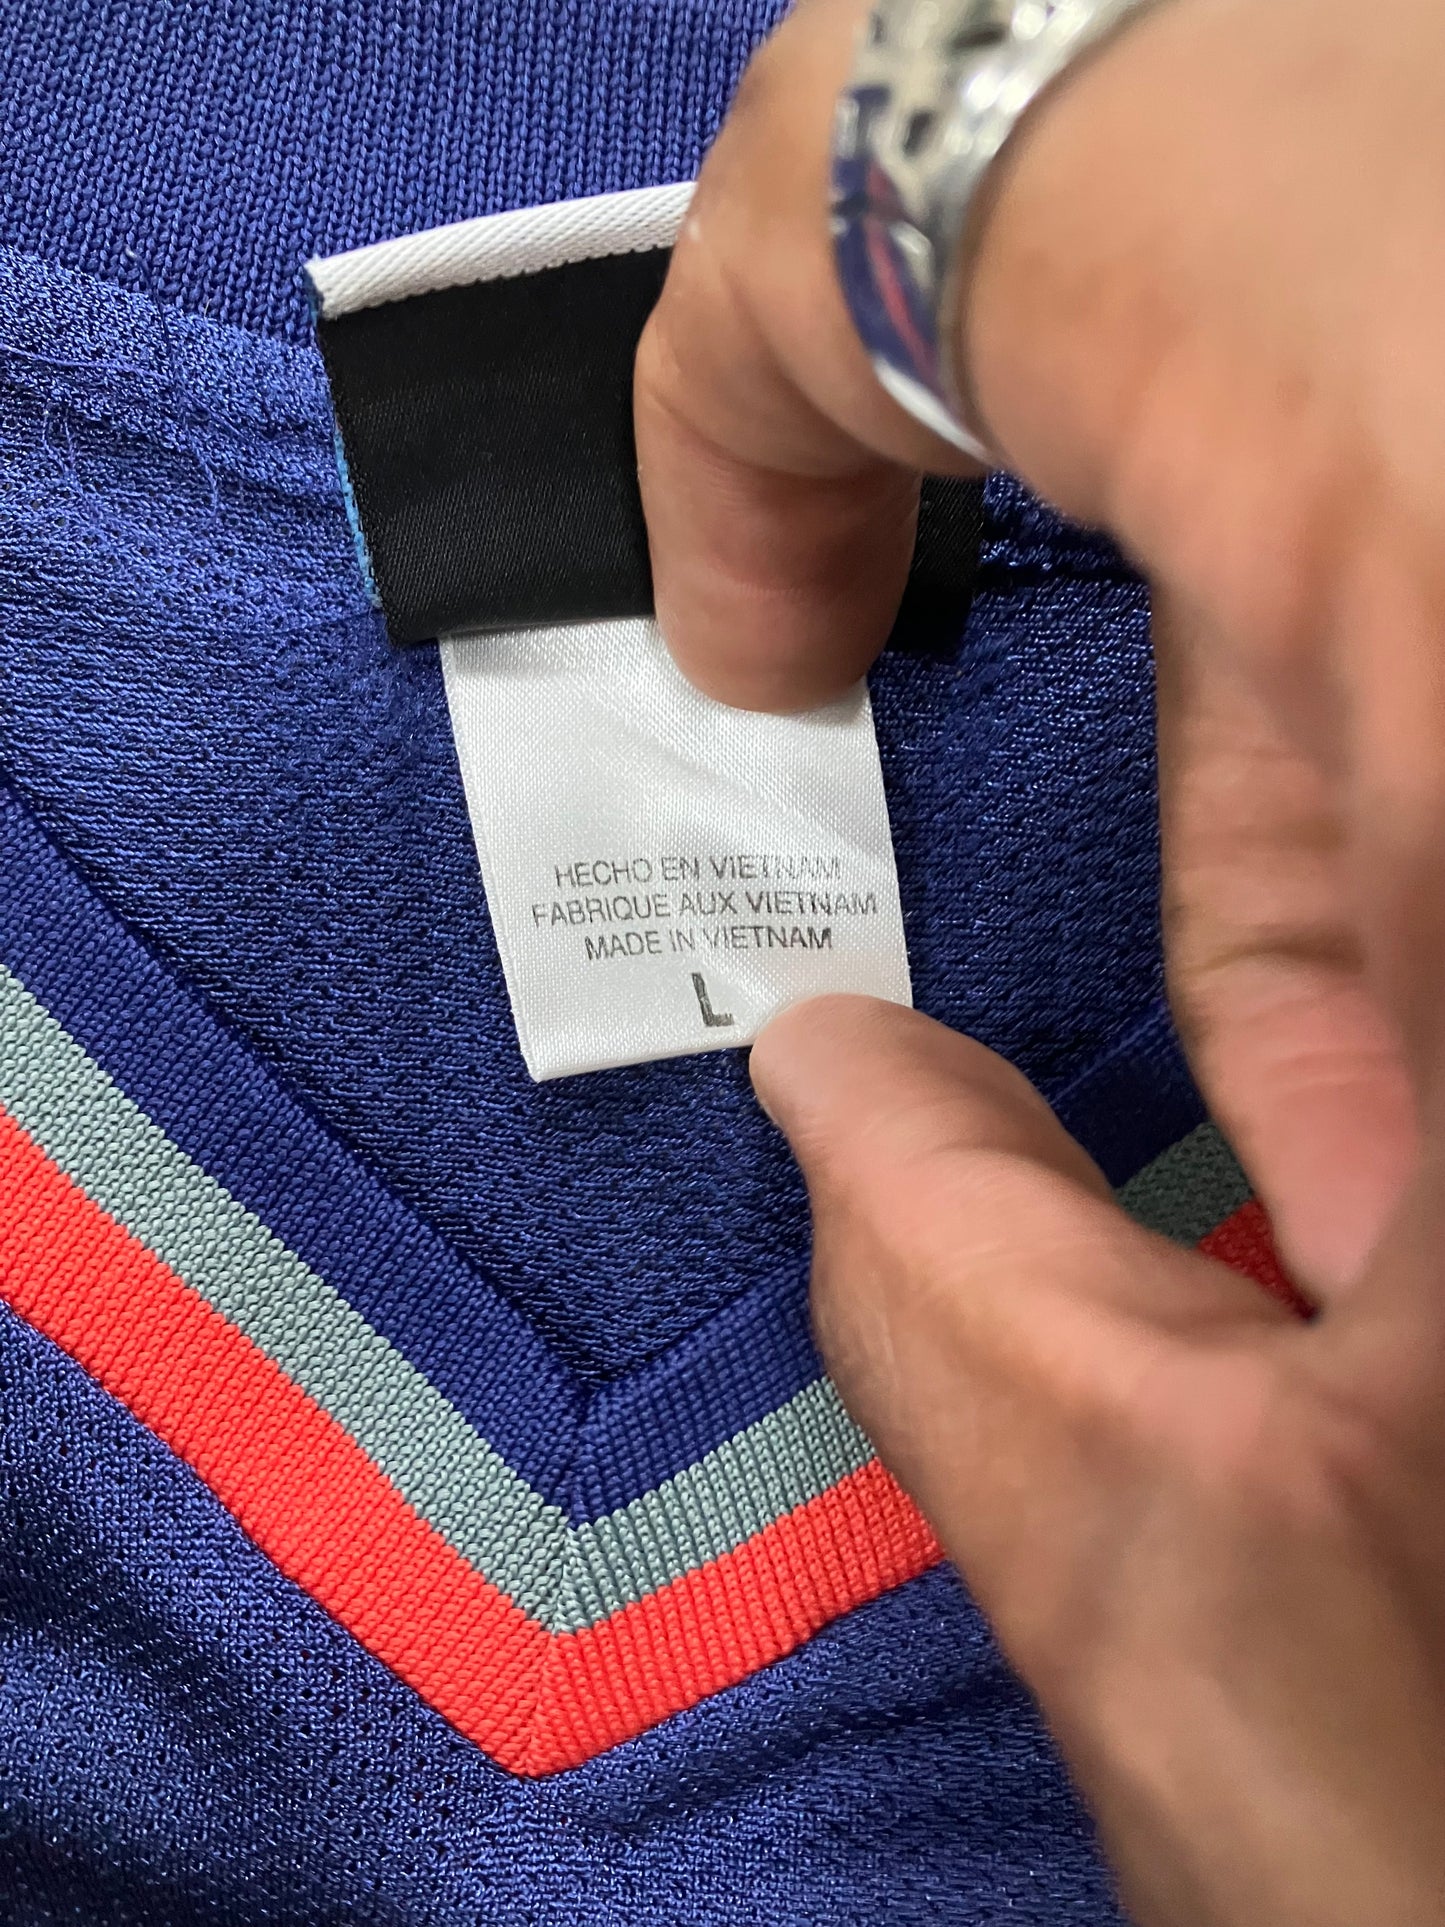 HECHO EN VIETNAM
FABRIQUE AUX VIETNAM
MADE IN VIETNAM
L